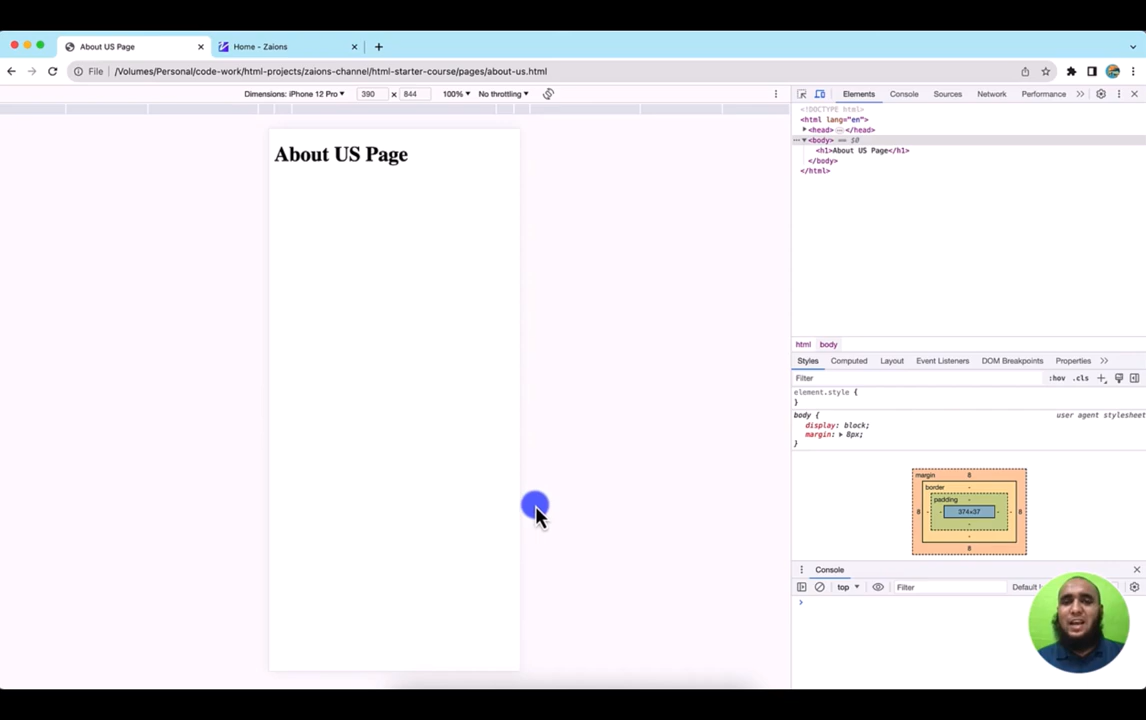 About US Page
Home - Zaions
File
/Volumes/Personal/code-work/html-projects/zaions-channel/html-starter-course/pages/about-us.html
Dimensions: iPhone 12 Pro ▾ 390 × 844 100% ▾ No throttling ▾
Elements Console Sources Network Performance »
About US Page
<!DOCTYPE html>
<html lang="en">
▶ <head> … </head>
··· ▼ <body> == $0
<h1>About US Page</h1>
</body>
</html>
html body
Styles Computed Layout Event Listeners DOM Breakpoints Properties »
Filter :hov .cls +
element.style {
}
body { user agent stylesheet
display: block;
margin: ▶ 8px;
}
margin 8
border -
padding -
8 - - 374×37 - - 8
-
-
8
Console
top ▾ Filter Default
›